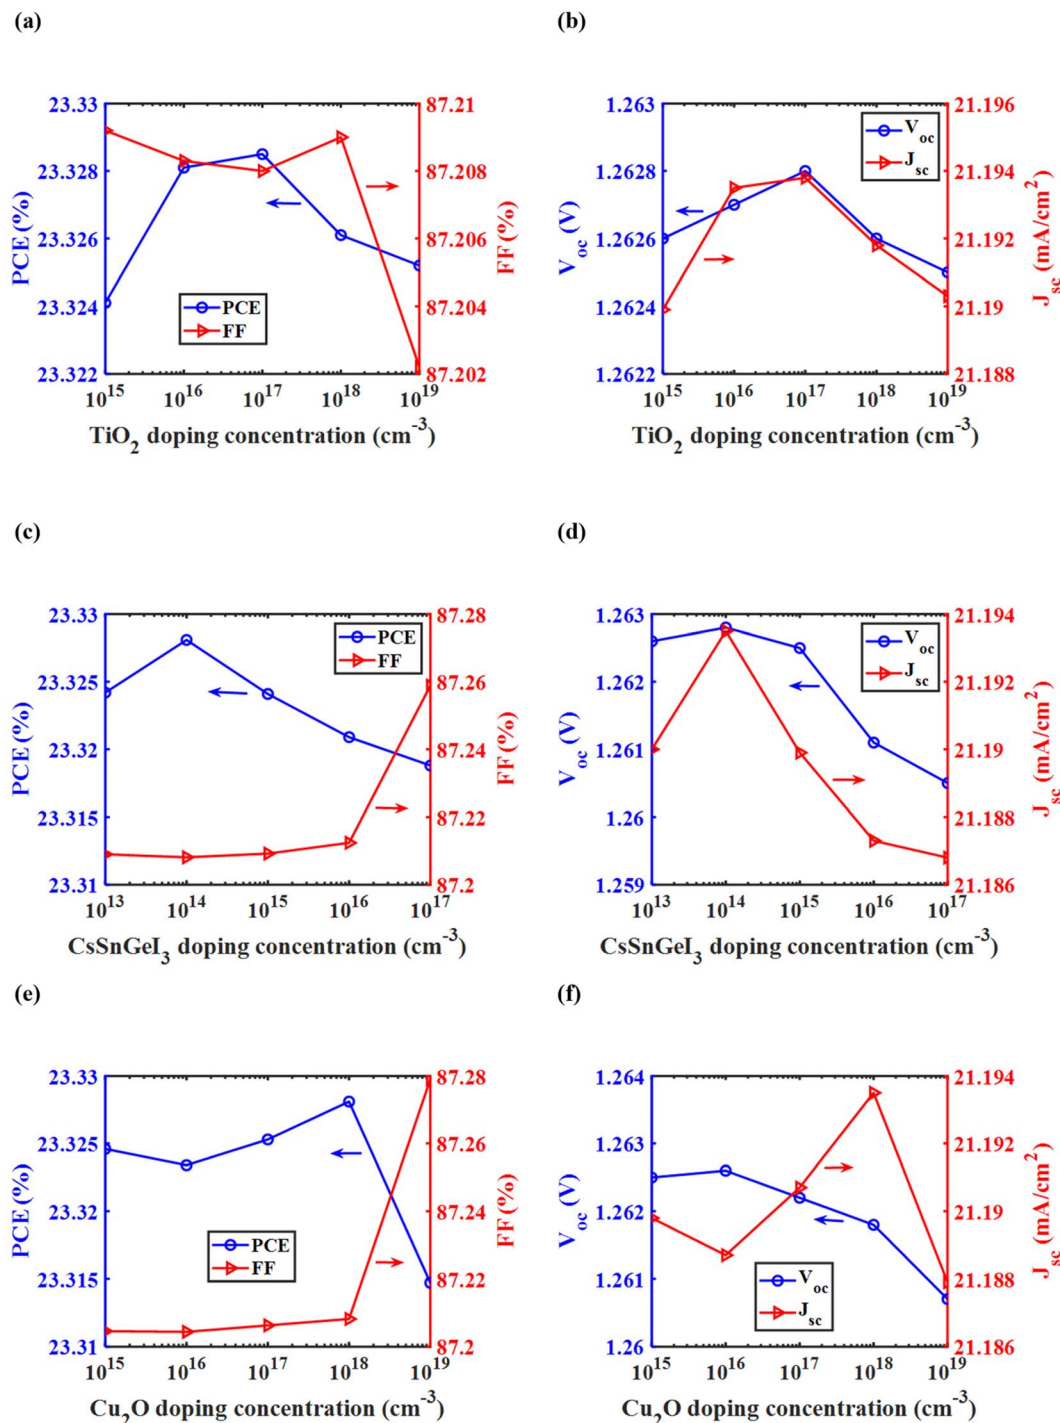 (a)
23.33
23.328
23.326
23.324
23.322
PCE (%)
87.21
87.208
87.206
87.204
87.202
FF (%)
PCE
FF
10^15 10^16 10^17 10^18 10^19
TiO₂ doping concentration (cm⁻³)
(b)
1.263
1.2628
1.2626
1.2624
1.2622
V_oc (V)
21.196
21.194
21.192
21.19
21.188
J_sc (mA/cm²)
V_oc
J_sc
10^15 10^16 10^17 10^18 10^19
TiO₂ doping concentration (cm⁻³)
(c)
23.33
23.325
23.32
23.315
23.31
PCE (%)
87.28
87.26
87.24
87.22
87.2
FF (%)
PCE
FF
10^13 10^14 10^15 10^16 10^17
CsSnGeI₃ doping concentration (cm⁻³)
(d)
1.263
1.262
1.261
1.26
1.259
V_oc (V)
21.194
21.192
21.19
21.188
21.186
J_sc (mA/cm²)
V_oc
J_sc
10^13 10^14 10^15 10^16 10^17
CsSnGeI₃ doping concentration (cm⁻³)
(e)
23.33
23.325
23.32
23.315
23.31
PCE (%)
87.28
87.26
87.24
87.22
87.2
FF (%)
PCE
FF
10^15 10^16 10^17 10^18 10^19
Cu₂O doping concentration (cm⁻³)
(f)
1.264
1.263
1.262
1.261
1.26
V_oc (V)
21.194
21.192
21.19
21.188
21.186
J_sc (mA/cm²)
V_oc
J_sc
10^15 10^16 10^17 10^18 10^19
Cu₂O doping concentration (cm⁻³)